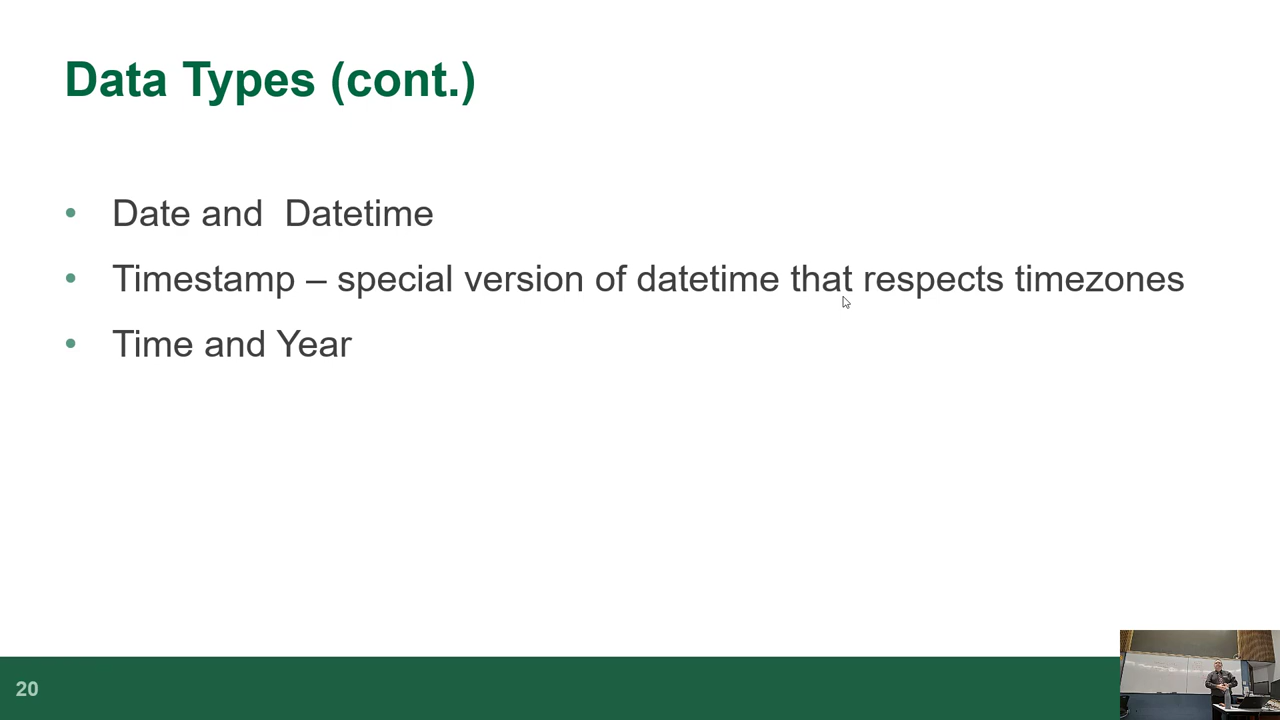 Data Types (cont.)
• Date and  Datetime
• Timestamp – special version of datetime that respects timezones
• Time and Year
20